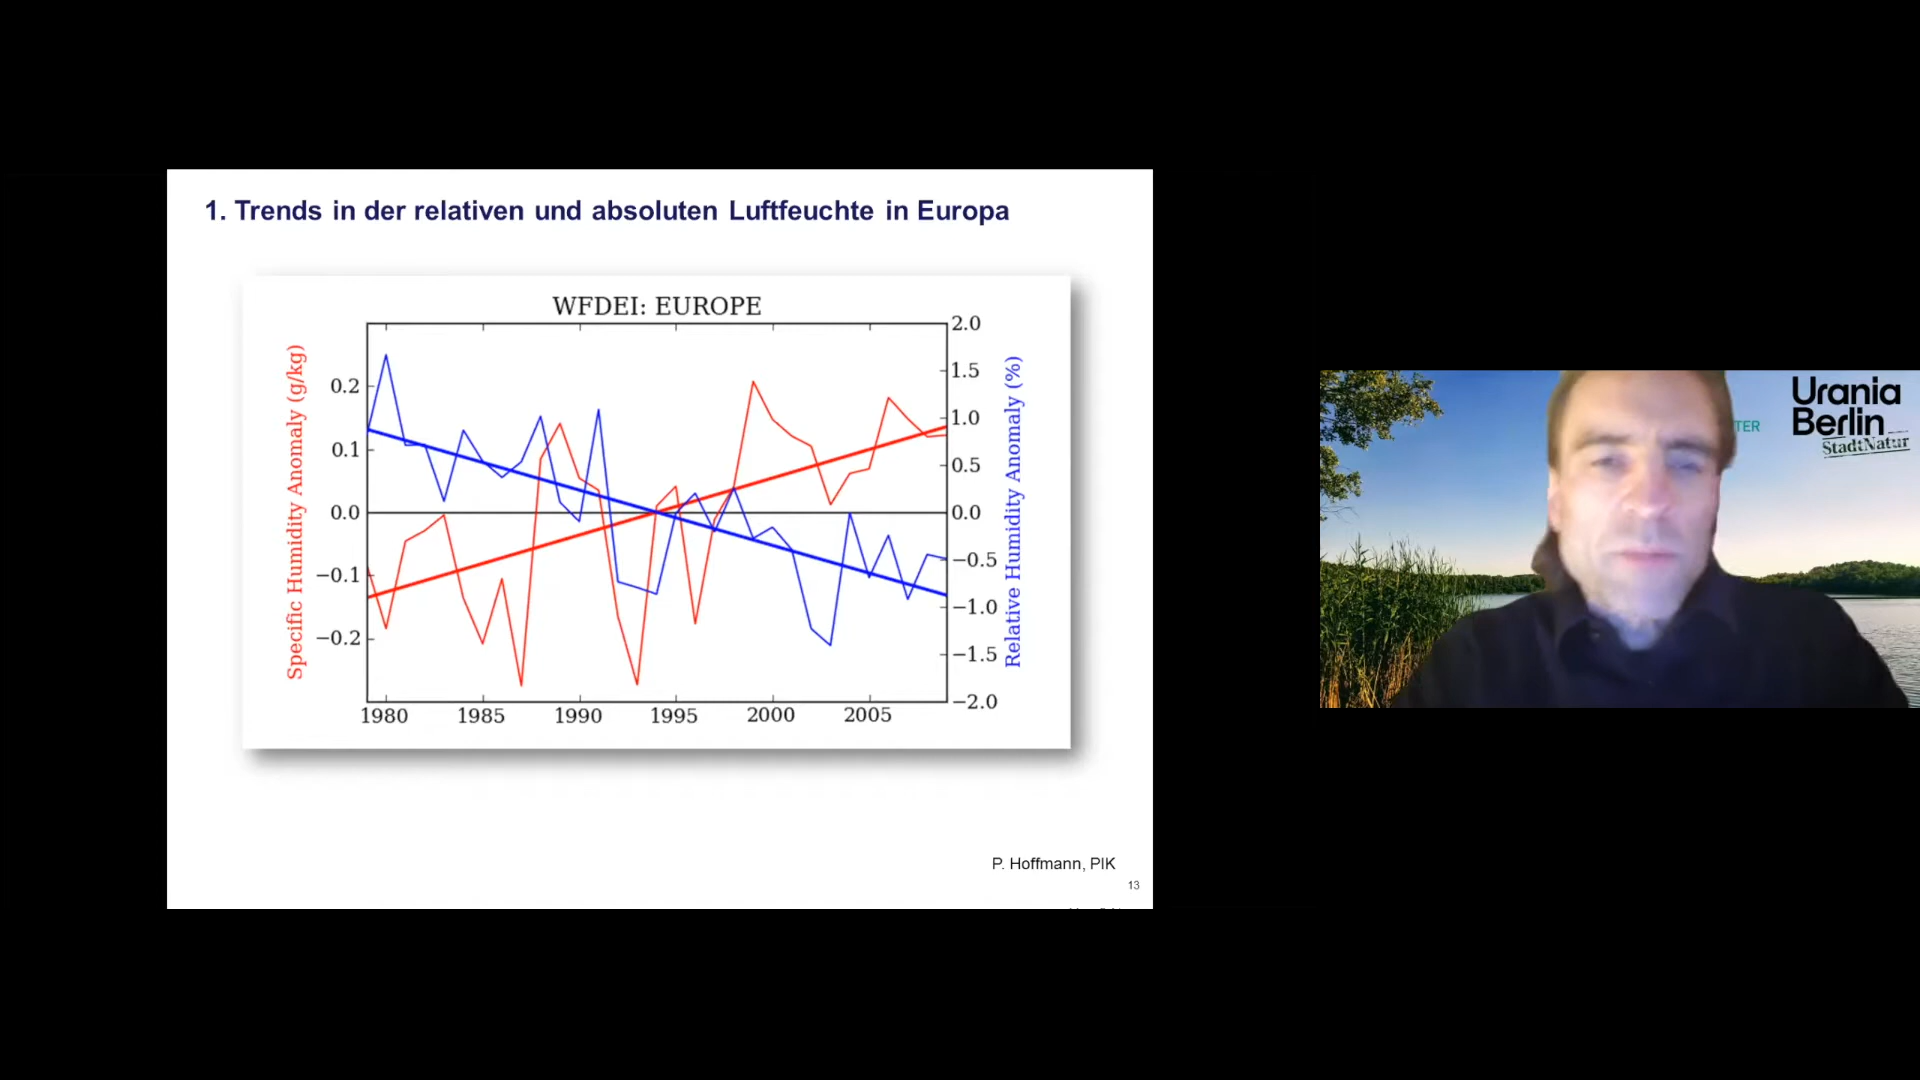 1. Trends in der relativen und absoluten Luftfeuchte in Europa
WFDEI: EUROPE
Specific Humidity Anomaly (g/kg)
0.2
0.1
0.0
−0.1
−0.2
2.0
1.5
1.0
0.5
0.0
−0.5
−1.0
−1.5
−2.0
Relative Humidity Anomaly (%)
1980 1985 1990 1995 2000 2005
P. Hoffmann, PIK
13
Urania
Berlin
StadtNatur
TER